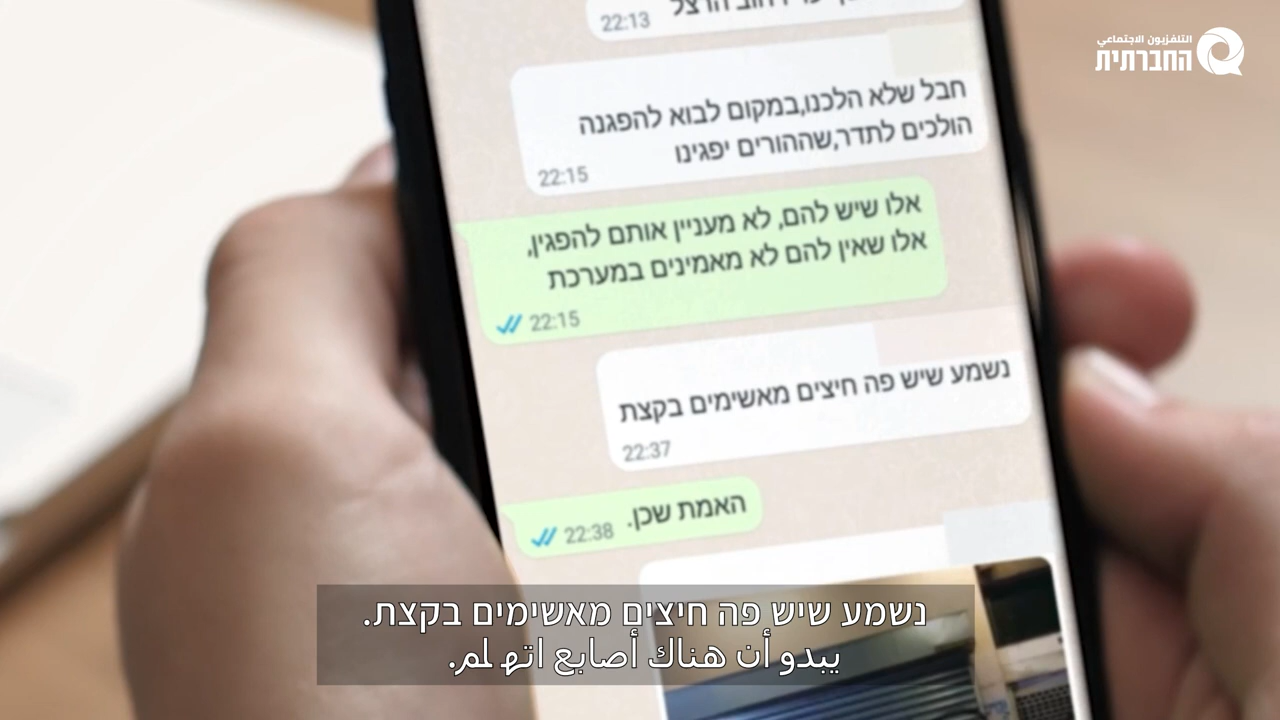 התלפזיון الاجتماعي
החברתית
הרצל
22:13
חבל שלא הלכנו,במקום לבוא להפגנה
הולכים לתדר,שההורים יפגינו
22:15
אלו שיש להם, לא מעניין אותם להפגין,
אלו שאין להם לא מאמינים במערכת
22:15
נשמע שיש פה חיצים מאשימים בקצת
22:37
האמת שכן.
22:38
נשמע שיש פה חיצים מאשימים בקצת.
يبدو أن هناك أصابع اتهام.